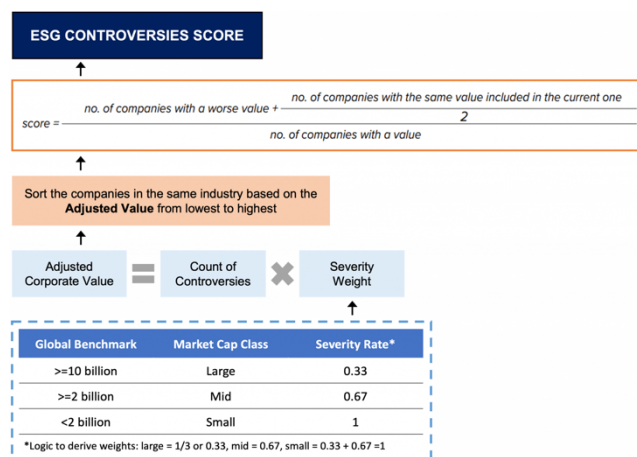 ESG CONTROVERSIES SCORE
score =
no. of companies with a worse value +
no. of companies with the same value included in the current one
2
no. of companies with a value
Sort the companies in the same industry based on the
Adjusted Value from lowest to highest
Adjusted
Corporate Value
=
Count of
Controversies
×
Severity
Weight
Global Benchmark Market Cap Class Severity Rate*
>=10 billion Large 0.33
>=2 billion Mid 0.67
<2 billion Small 1
*Logic to derive weights: large = 1/3 or 0.33, mid = 0.67, small = 0.33 + 0.67 =1